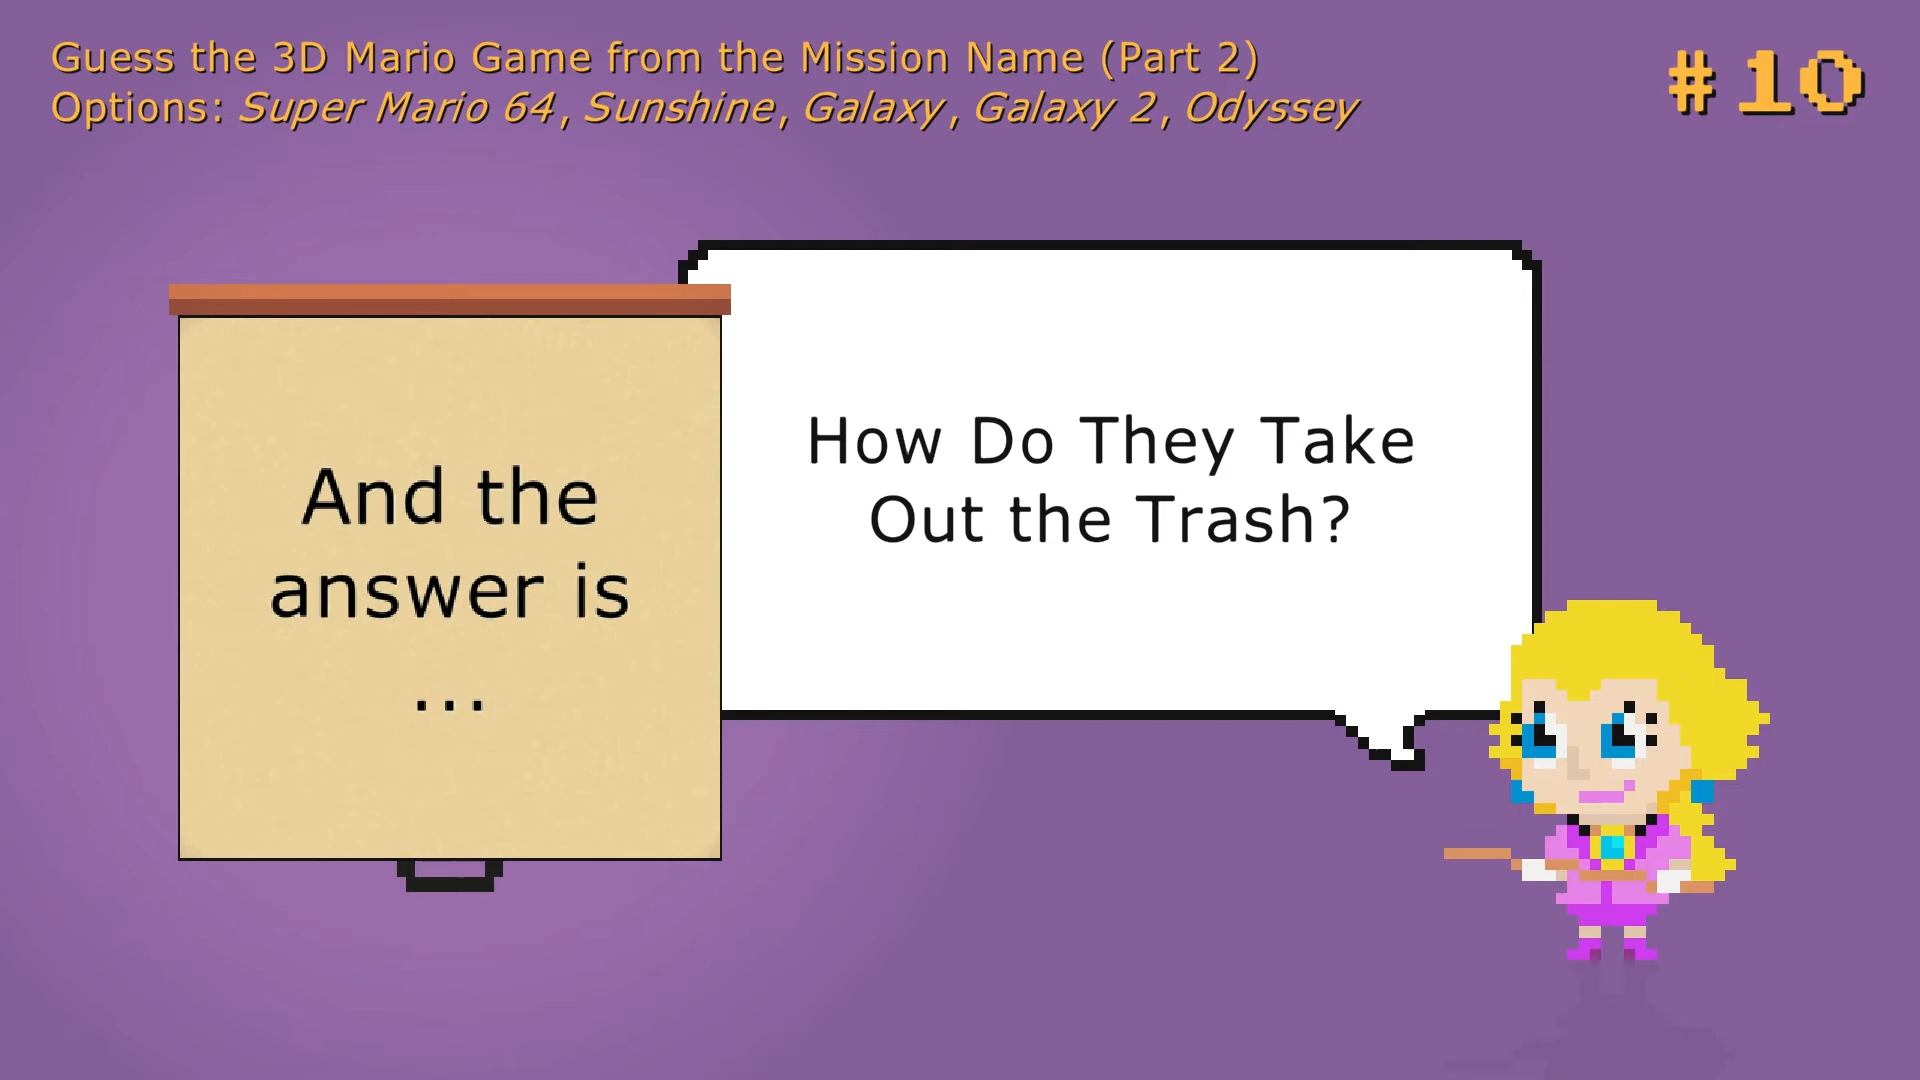 Guess the 3D Mario Game from the Mission Name (Part 2)
Options: Super Mario 64, Sunshine, Galaxy, Galaxy 2, Odyssey
#10
And the
answer is
...
How Do They Take
Out the Trash?